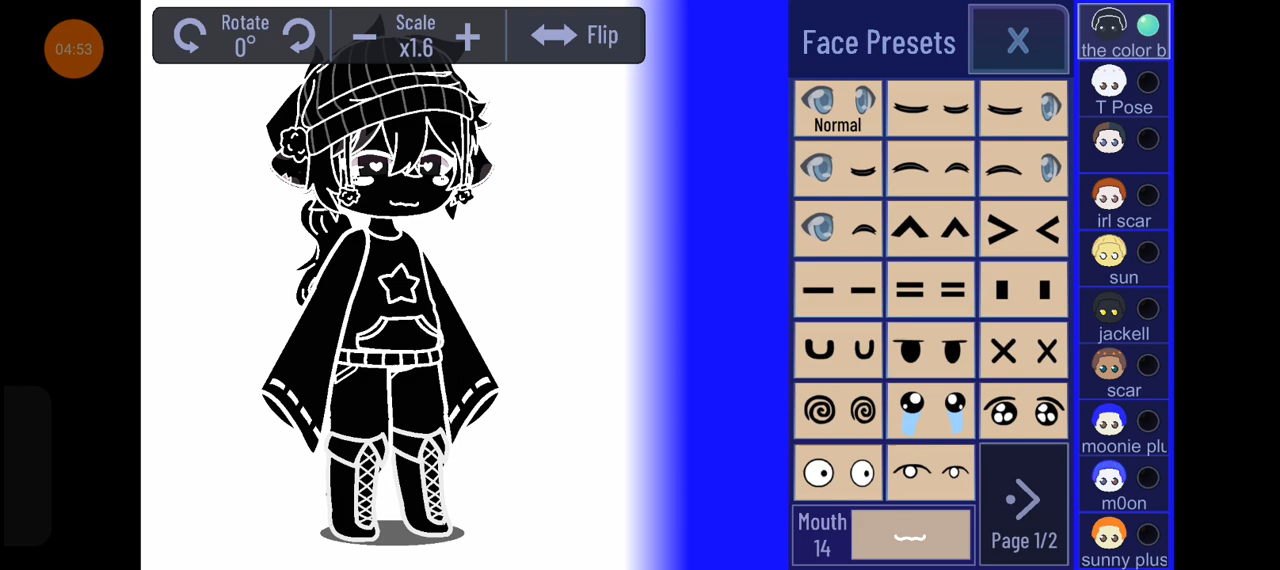 04:53
Rotate
0°
Scale
x1.6
Flip
Face Presets
X
Normal
Mouth
14
Page 1/2
the color b
T Pose
irl scar
sun
jackell
scar
moonie plu
m0on
sunny plus